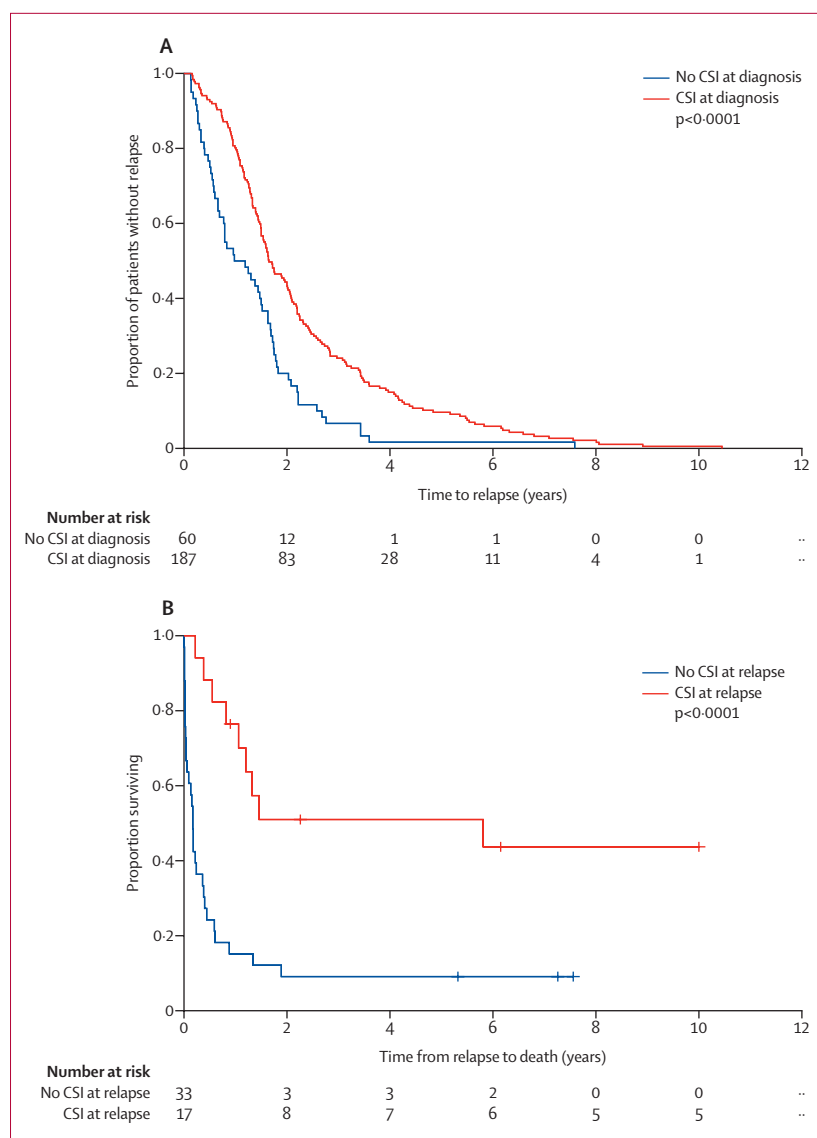 A
1·0
0·8
0·6
0·4
0·2
0
Proportion of patients without relapse
No CSI at diagnosis
CSI at diagnosis
p<0·0001
0 2 4 6 8 10 12
Time to relapse (years)
Number at risk
No CSI at diagnosis 60 12 1 1 0 0 ··
CSI at diagnosis 187 83 28 11 4 1 ··
B
1·0
0·8
0·6
0·4
0·2
0
Proportion surviving
No CSI at relapse
CSI at relapse
p<0·0001
0 2 4 6 8 10 12
Time from relapse to death (years)
Number at risk
No CSI at relapse 33 3 3 2 0 0 ··
CSI at relapse 17 8 7 6 5 5 ··